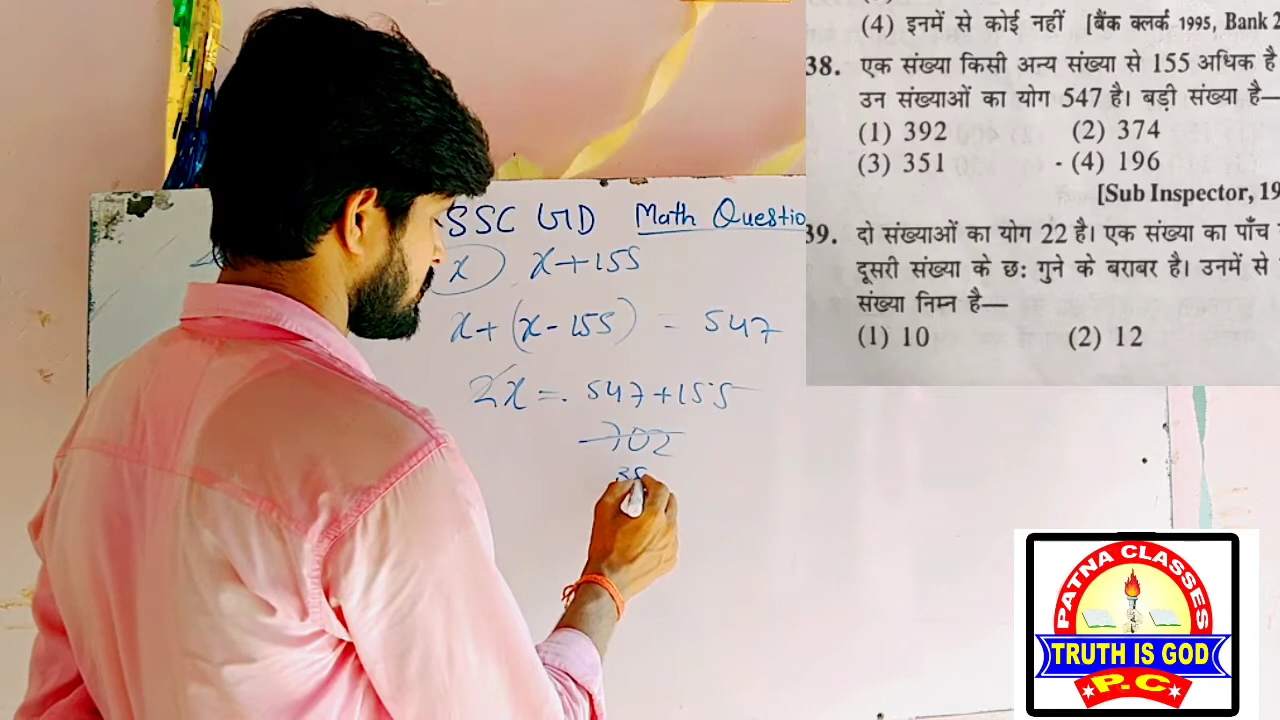 (4) इनमें से कोई नहीं [बैंक क्लर्क 1995, Bank 2
38. एक संख्या किसी अन्य संख्या से 155 अधिक है
उन संख्याओं का योग 547 है। बड़ी संख्या है—
(1) 392 (2) 374
(3) 351 - (4) 196
[Sub Inspector, 19
39. दो संख्याओं का योग 22 है। एक संख्या का पाँच
दूसरी संख्या के छः गुने के बराबर है। उनमें से
संख्या निम्न है—
(1) 10 (2) 12
SSC GD Math Questio
x x+155
x+(x-155) = 547
2x = 547+155
702
35
PATNA CLASSES
TRUTH IS GOD
P.C